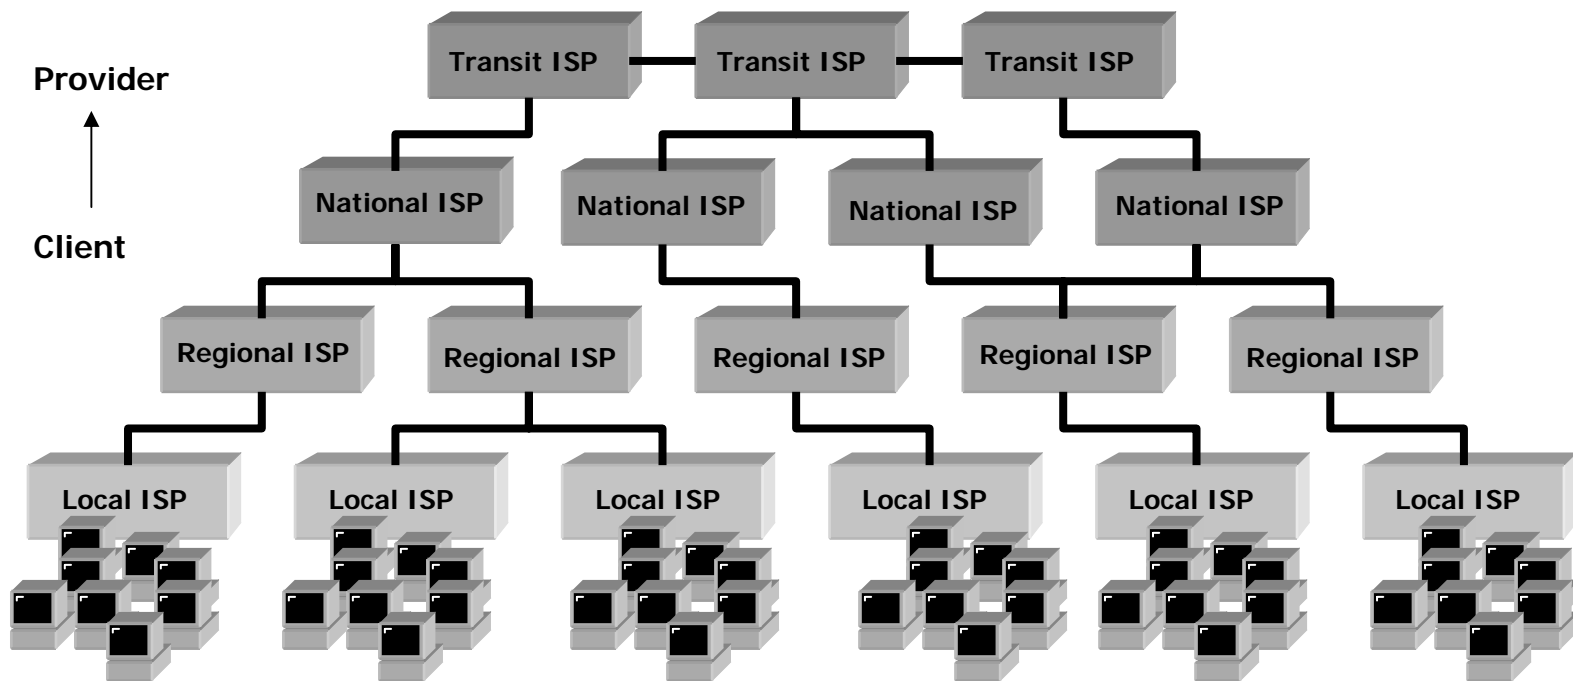 Transit ISP
Transit ISP
Transit ISP
Provider
National ISP
National ISP
National ISP
National ISP
Client
Regional ISP
Regional ISP
Regional ISP
Regional ISP
Regional ISP
Local ISP
Local ISP
Local ISP
Local ISP
Local ISP
Local ISP